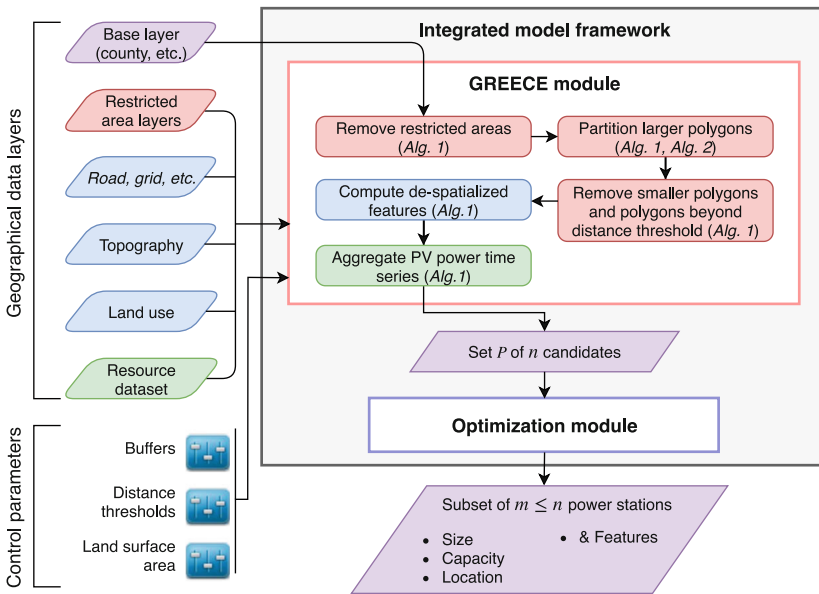 Geographical data layers
Base layer
(county, etc.)
Restricted
area layers
Road, grid, etc.
Topography
Land use
Resource
dataset
Control parameters
Buffers
Distance
thresholds
Land surface
area
Integrated model framework
GREECE module
Remove restricted areas
(Alg. 1)
Partition larger polygons
(Alg. 1, Alg. 2)
Remove smaller polygons
and polygons beyond
distance threshold (Alg. 1)
Compute de-spatialized
features (Alg.1)
Aggregate PV power time
series (Alg.1)
Set P of n candidates
Optimization module
Subset of m ≤ n power stations
• Size
• Capacity
• Location
• & Features